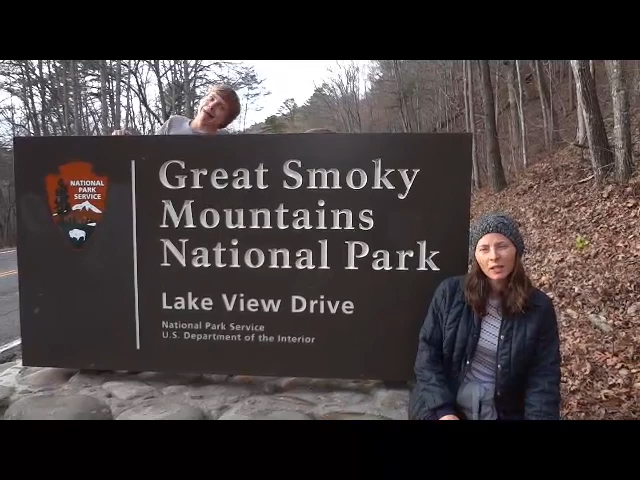 NATIONAL
PARK
SERVICE
Great Smoky
Mountains
National Park
Lake View Drive
National Park Service
U.S. Department of the Interior